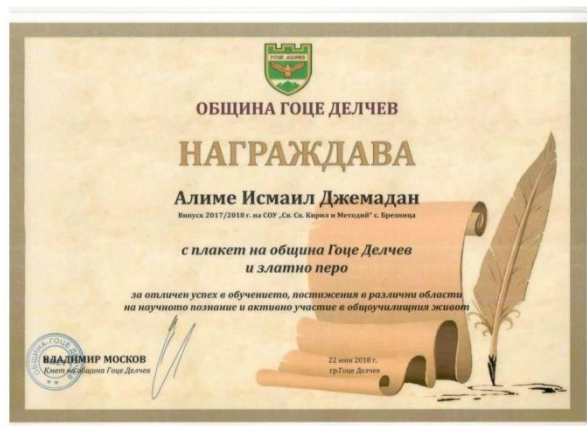 ГОЦЕ ДЕЛЧЕВ
ОБЩИНА ГОЦЕ ДЕЛЧЕВ
НАГРАЖДАВА
Алиме Исмаил Джемадан
Випуск 2017/2018 г. на СОУ „Св. Св. Кирил и Методий“ с. Брезница
с плакет на община Гоце Делчев
и златно перо
за отличен успех в обучението, постижения в различни области
на научното познание и активно участие в общоучилищния живот
ВЛАДИМИР МОСКОВ
Кмет на община Гоце Делчев
22 юни 2018 г.
гр.Гоце Делчев